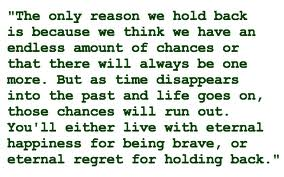 "The only reason we hold back
is because we think we have an
endless amount of chances or
that there will always be one
more. But as time disappears
into the past and life goes on,
those chances will run out.
You'll either live with eternal
happiness for being brave, or
eternal regret for holding back."